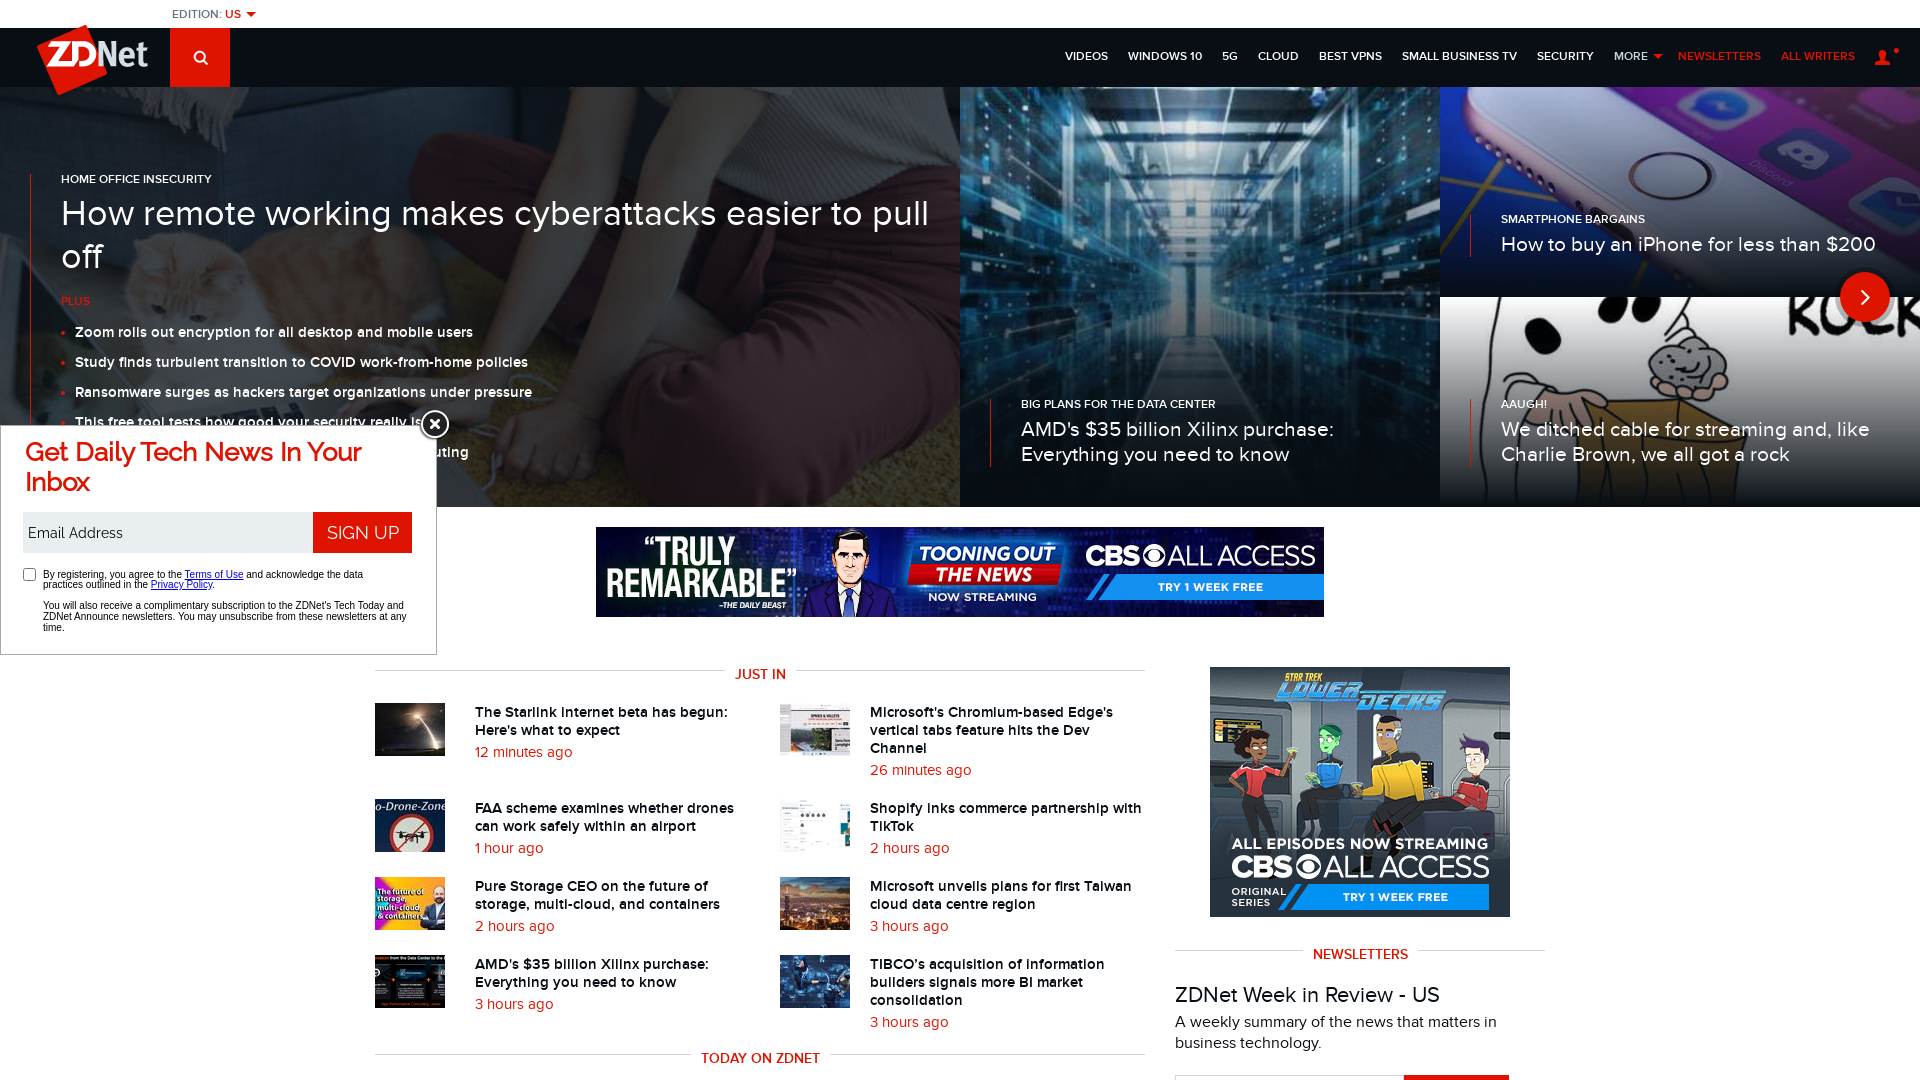 EDITION: US
ZDNet
VIDEOS WINDOWS 10 5G CLOUD BEST VPNS SMALL BUSINESS TV SECURITY MORE NEWSLETTERS ALL WRITERS
HOME OFFICE INSECURITY
How remote working makes cyberattacks easier to pull
off
PLUS
Zoom rolls out encryption for all desktop and mobile users
Study finds turbulent transition to COVID work-from-home policies
Ransomware surges as hackers target organizations under pressure
This free tool tests how good your security really is
BIG PLANS FOR THE DATA CENTER
AMD's $35 billion Xilinx purchase:
Everything you need to know
Discord
SMARTPHONE BARGAINS
How to buy an iPhone for less than $200
ROCK
AAUGH!
We ditched cable for streaming and, like
Charlie Brown, we all got a rock
Get Daily Tech News In Your
Inbox
Email Address
SIGN UP
By registering, you agree to the Terms of Use and acknowledge the data
practices outlined in the Privacy Policy.
You will also receive a complimentary subscription to the ZDNet's Tech Today and
ZDNet Announce newsletters. You may unsubscribe from these newsletters at any
time.
“TRULY
REMARKABLE”
–THE DAILY BEAST
TOONING OUT
THE NEWS
NOW STREAMING
CBS ALL ACCESS
TRY 1 WEEK FREE
JUST IN
The Starlink internet beta has begun:
Here's what to expect
12 minutes ago
Microsoft's Chromium-based Edge's
vertical tabs feature hits the Dev
Channel
26 minutes ago
o-Drone-Zone
FAA scheme examines whether drones
can work safely within an airport
1 hour ago
Shopify inks commerce partnership with
TikTok
2 hours ago
The future of
storage,
multi-cloud,
& containers
Pure Storage CEO on the future of
storage, multi-cloud, and containers
2 hours ago
Microsoft unveils plans for first Taiwan
cloud data centre region
3 hours ago
AMD's $35 billion Xilinx purchase:
Everything you need to know
3 hours ago
TIBCO’s acquisition of information
builders signals more BI market
consolidation
3 hours ago
TODAY ON ZDNET
STAR TREK
LOWER DECKS
ALL EPISODES NOW STREAMING
CBS ALL ACCESS
ORIGINAL
SERIES
TRY 1 WEEK FREE
NEWSLETTERS
ZDNet Week in Review - US
A weekly summary of the news that matters in
business technology.